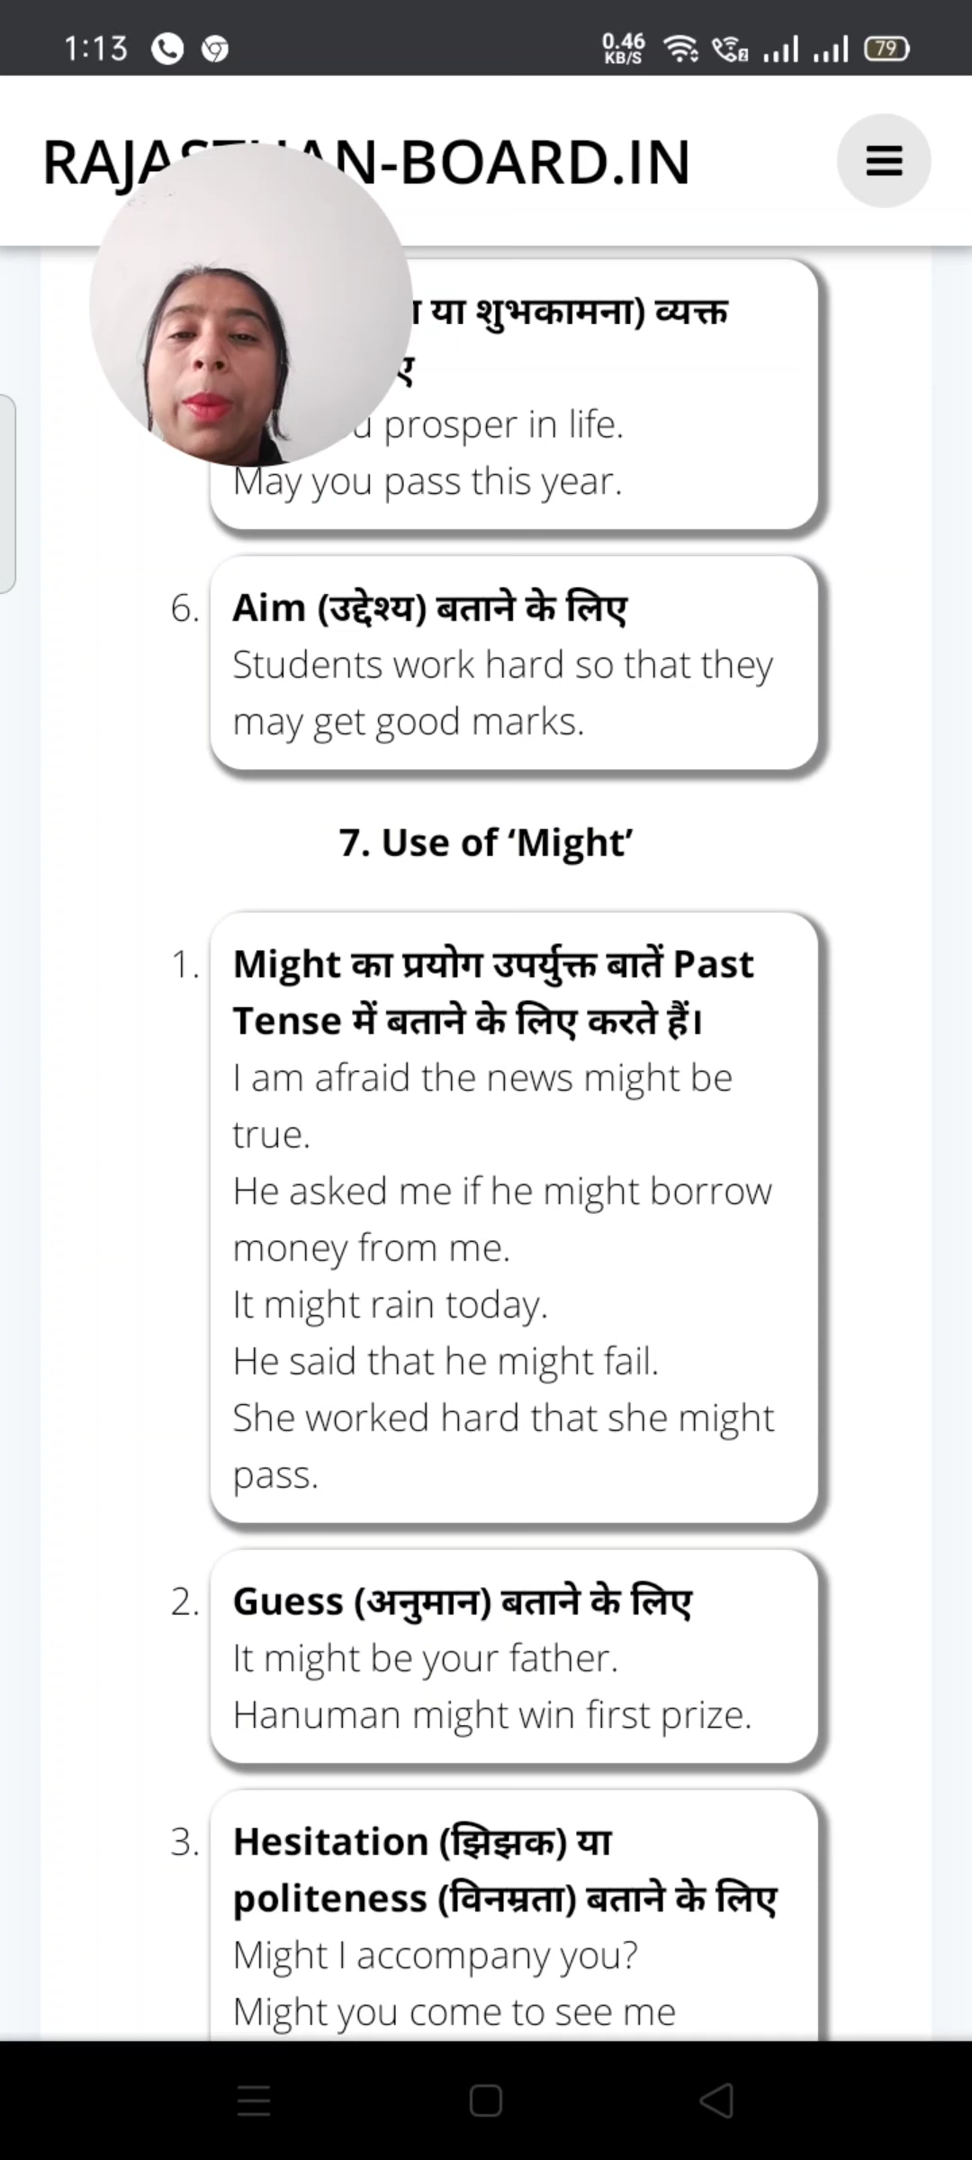 1:13
0.46
KB/S
79
N-BOARD.IN
या शुभकामना) व्यक्त
prosper in life.
May you pass this year.
6. Aim (उद्देश्य) बताने के लिए
Students work hard so that they
may get good marks.
7. Use of ‘Might’
1. Might का प्रयोग उपर्युक्त बातें Past
Tense में बताने के लिए करते हैं।
I am afraid the news might be
true.
He asked me if he might borrow
money from me.
It might rain today.
He said that he might fail.
She worked hard that she might
pass.
2. Guess (अनुमान) बताने के लिए
It might be your father.
Hanuman might win first prize.
3. Hesitation (झिझक) या
politeness (विनम्रता) बताने के लिए
Might I accompany you?
Might you come to see me